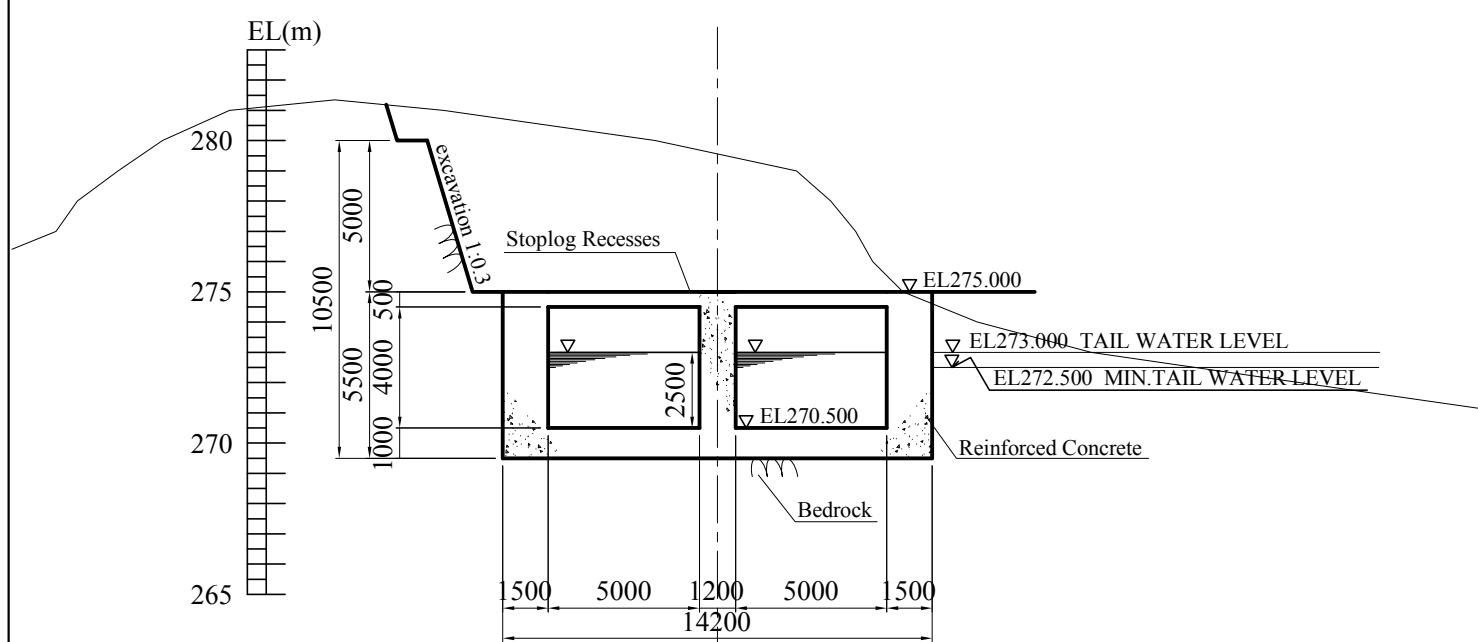 EL(m)
280
275
270
265
10500
5000
5500
500
4000
1000
excavation 1:0.3
Stoplog Recesses
EL275.000
EL273.000 TAIL WATER LEVEL
EL272.500 MIN.TAIL WATER LEVEL
2500
EL270.500
Reinforced Concrete
Bedrock
1500 5000 1200 5000 1500
14200